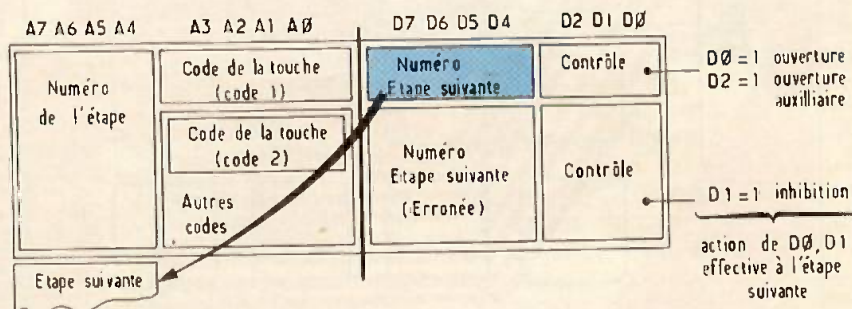 A7 A6 A5 A4
A3 A2 A1 AØ
D7 D6 D5 D4
D2 D1 DØ
Numéro
de l'étape
Code de la touche
(code 1)
Code de la touche
(code 2)
Autres
codes
Numéro
Etape suivante
Numéro
Etape suivante
(Erronée)
Contrôle
Contrôle
DØ = 1 ouverture
D2 = 1 ouverture
auxilliaire
D1 = 1 inhibition
action de DØ, D1
effective à l'étape
suivante
Etape suivante